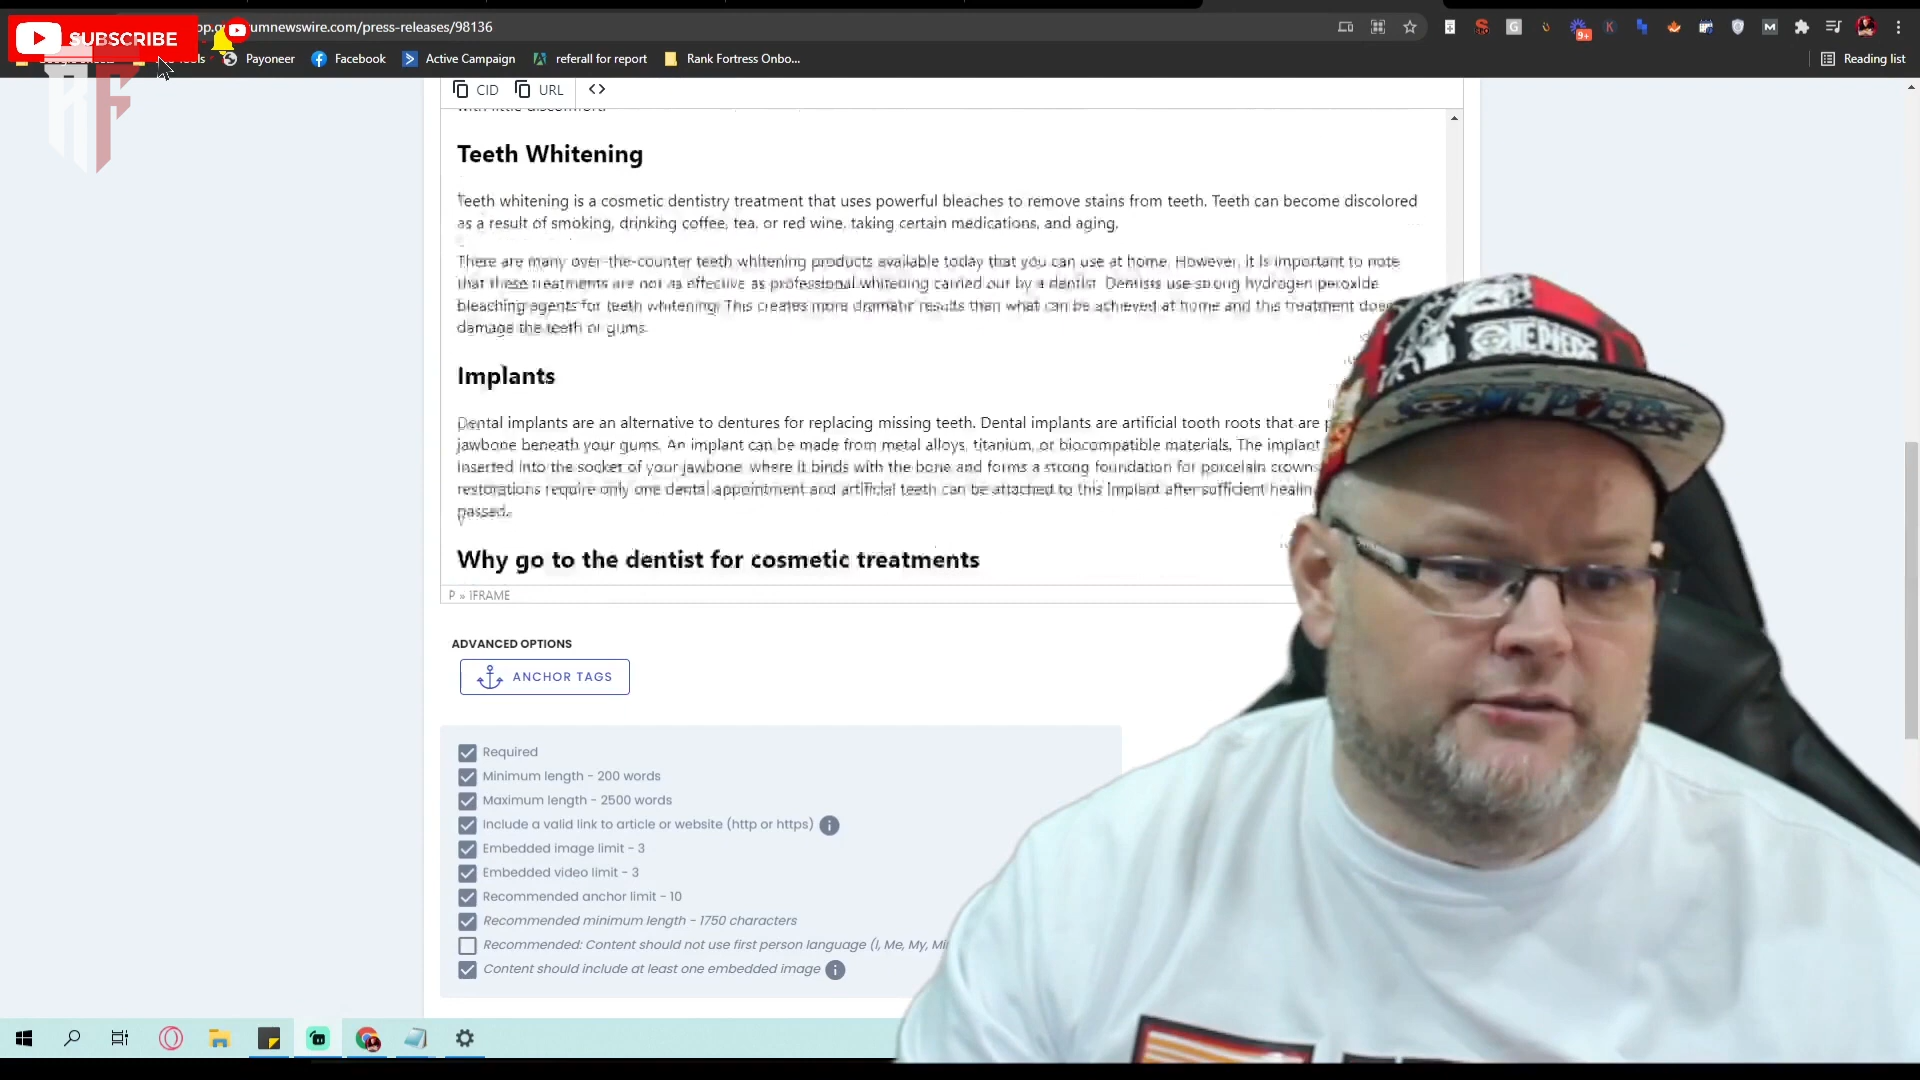 SUBSCRIBE
umnewswire.com/press-releases/98136
Payoneer
Facebook
Active Campaign
referall for report
Rank Fortress Onbo...
Reading list
RF
CID
URL
with little discomfort.
Teeth Whitening
Teeth whitening is a cosmetic dentistry treatment that uses powerful bleaches to remove stains from teeth. Teeth can become discolored
as a result of smoking, drinking coffee, tea, or red wine, taking certain medications, and aging.
There are many over-the-counter teeth whitening products available today that you can use at home. However, it is important to note
that these treatments are not as effective as professional whitening carried out by a dentist. Dentists use strong hydrogen peroxide
bleaching agents for teeth whitening. This creates more dramatic results than what can be achieved at home and this treatment
damage the teeth or gums.
Implants
Dental implants are an alternative to dentures for replacing missing teeth. Dental implants are artificial tooth roots that are
jawbone beneath your gums. An implant can be made from metal alloys, titanium, or biocompatible materials. The implant
inserted into the socket of your jawbone, where it binds with the bone and forms a strong foundation for porcelain crowns
restorations require only one dental appointment and artificial teeth can be attached to this implant after sufficient
passed.
Why go to the dentist for cosmetic treatments
P » IFRAME
ADVANCED OPTIONS
ANCHOR TAGS
Required
Minimum length - 200 words
Maximum length - 2500 words
Include a valid link to article or website (http or https)
Embedded image limit - 3
Embedded video limit - 3
Recommended anchor limit - 10
Recommended minimum length - 1750 characters
Recommended: Content should not use first person language (I, Me, My,
Content should include at least one embedded image
ONE PIECE